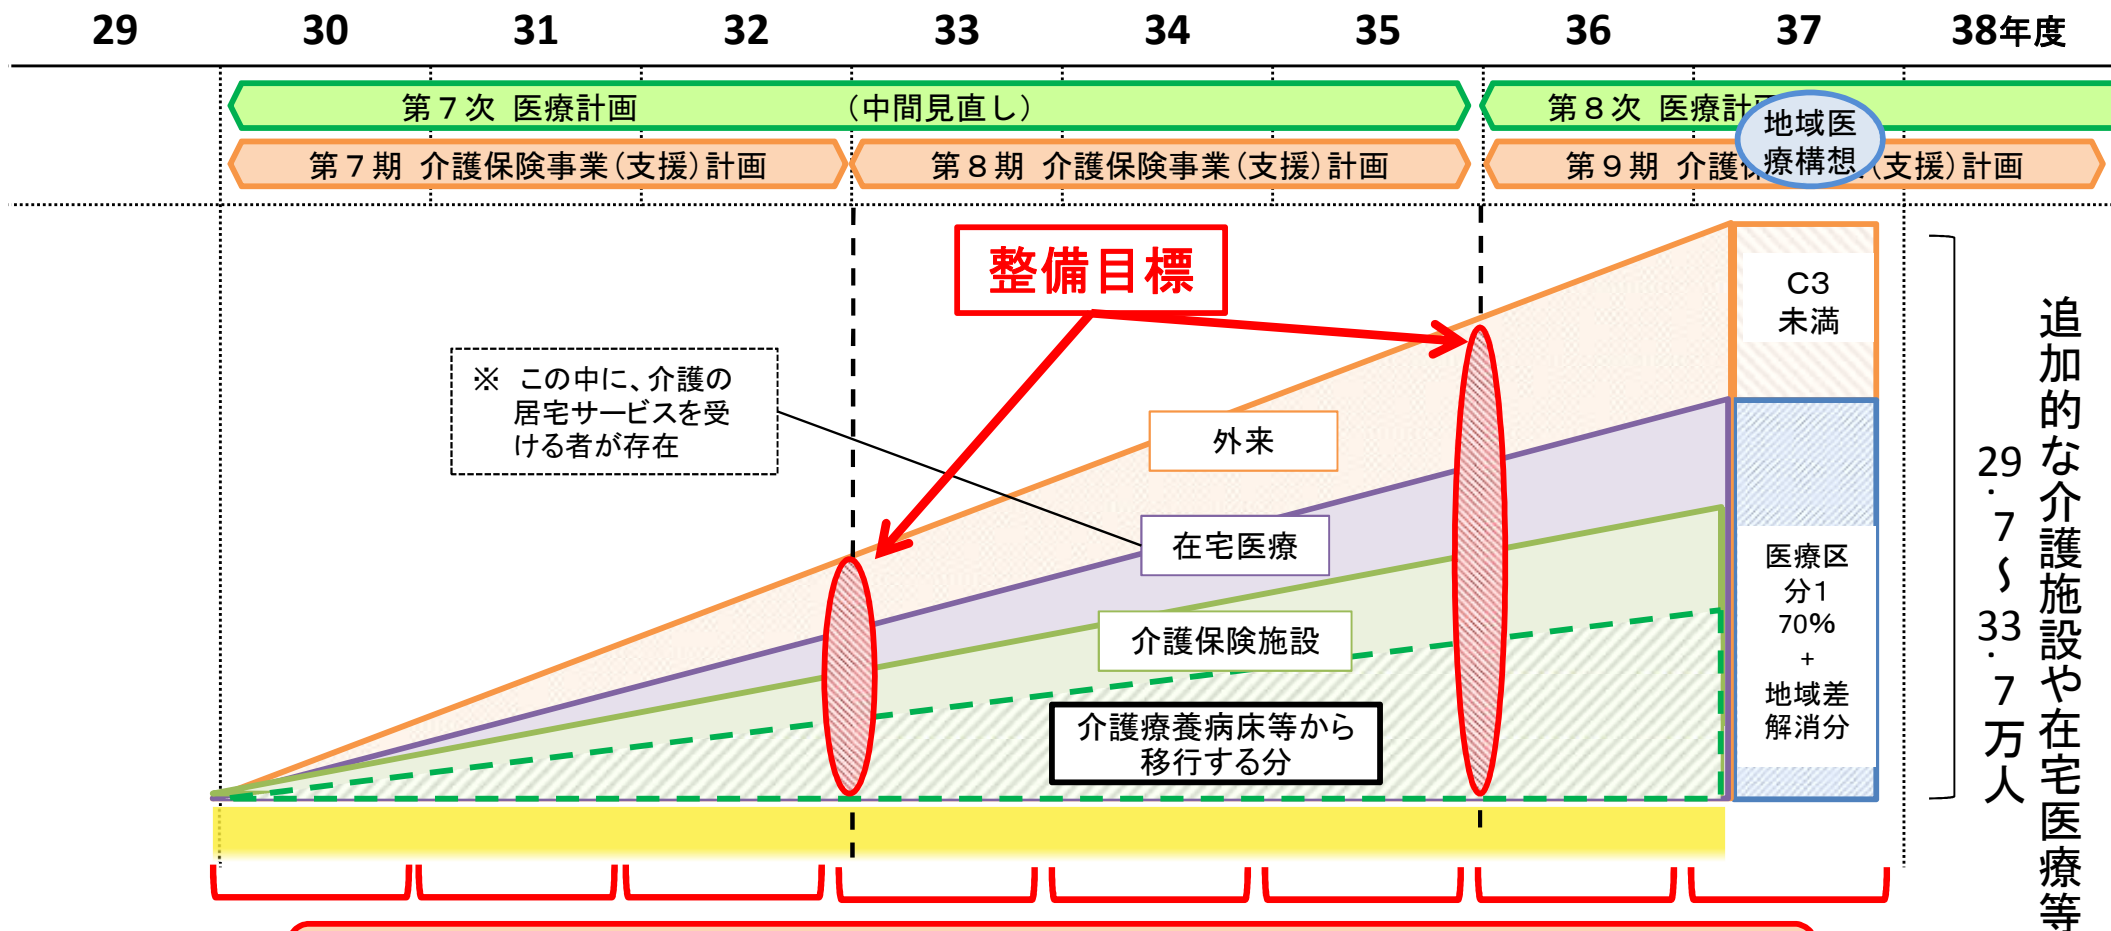 29 30 31 32 33 34 35 36 37 38年度
第７次 医療計画 （中間見直し）
第８次 医療計
地域医
療構想
第７期 介護保険事業（支援）計画
第８期 介護保険事業（支援）計画
第９期 介護 （支援）計画
整備目標
C3
未満
※ この中に、介護の
居宅サービスを受
ける者が存在
外来
在宅医療
介護保険施設
介護療養病床等から
移行する分
医療区
分1
70%
+
地域差
解消分
追加的な介護施設や在宅医療等
29.7～33.7万人